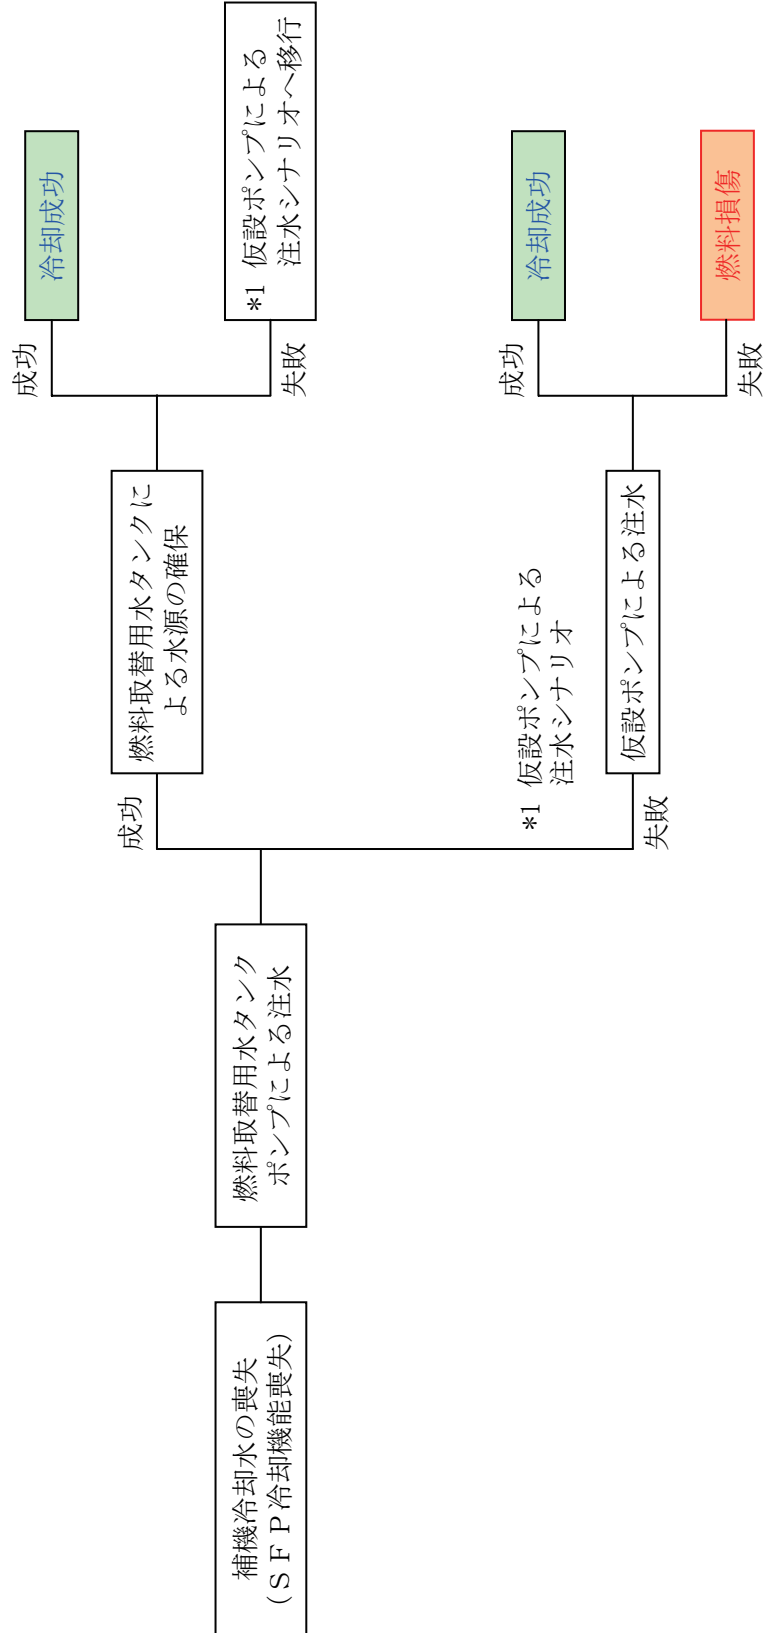 補機冷却水の喪失
(ＳＦＰ冷却機能喪失)
燃料取替用水タンク
ポンプによる注水
成功
燃料取替用水タンクに
よる水源の確保
成功
冷却成功
失敗
*1 仮設ポンプによる
注水シナリオへ移行
*1 仮設ポンプによる
注水シナリオ
失敗
仮設ポンプによる注水
成功
冷却成功
失敗
燃料損傷